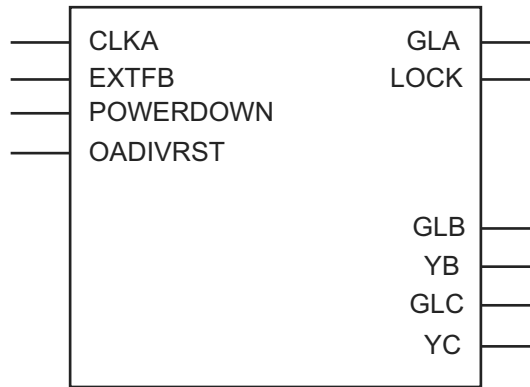 CLKA GLA
EXTFB LOCK
POWERDOWN
OADIVRST
GLB
YB
GLC
YC